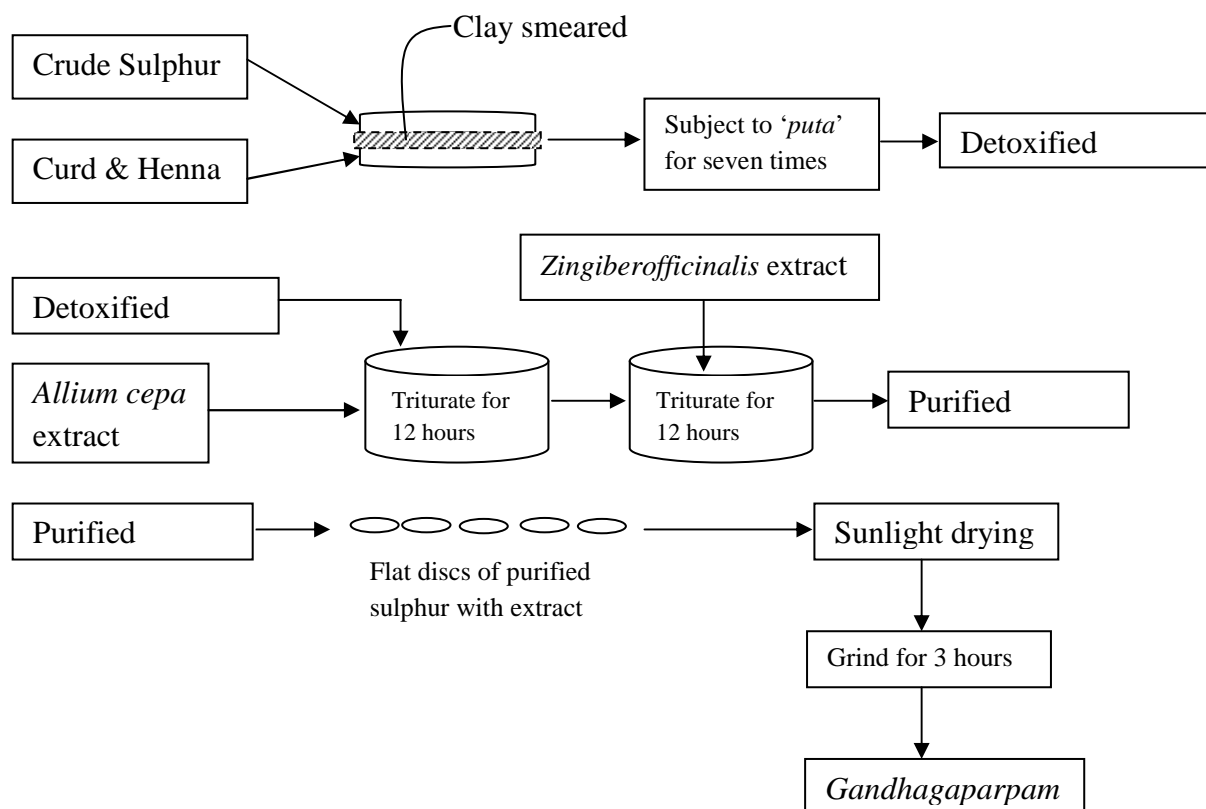 Clay smeared
Crude Sulphur
Curd & Henna
Subject to ‘puta’
for seven times
Detoxified
Zingiberofficinalis extract
Detoxified
Allium cepa
extract
Triturate for
12 hours
Triturate for
12 hours
Purified
Purified
Flat discs of purified
sulphur with extract
Sunlight drying
Grind for 3 hours
Gandhagaparpam